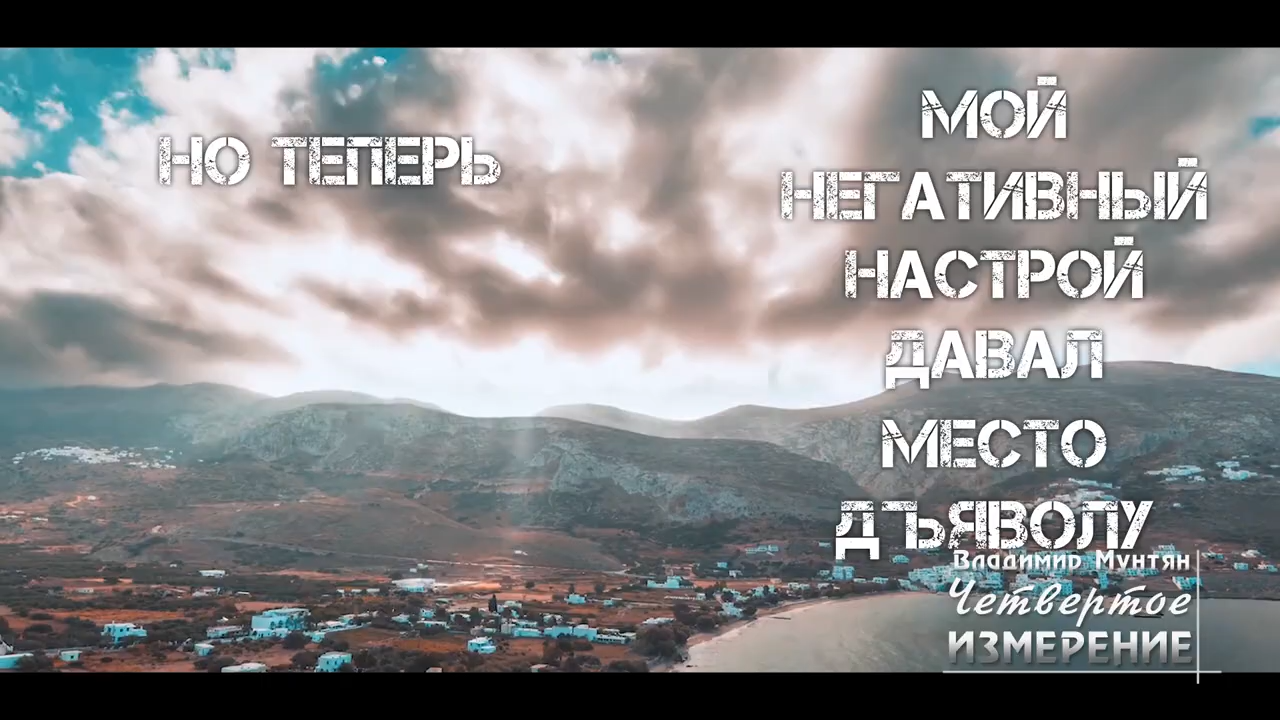 НО ТЕПЕРЬ
МОЙ
НЕГАТИВНЫЙ
НАСТРОЙ
ДАВАЛ
МЕСТО
ДЪЯВОЛУ
Владимир Мунтян
Четвертое
ИЗМЕРЕНИЕ